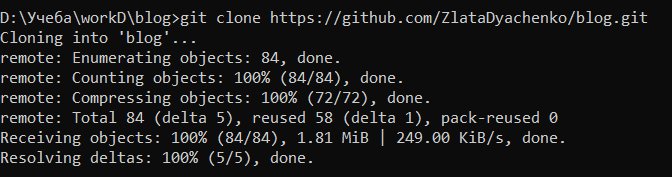 D:\Учеба\workD\blog>git clone https://github.com/ZlataDyachenko/blog.git
Cloning into 'blog'...
remote: Enumerating objects: 84, done.
remote: Counting objects: 100% (84/84), done.
remote: Compressing objects: 100% (72/72), done.
remote: Total 84 (delta 5), reused 58 (delta 1), pack-reused 0
Receiving objects: 100% (84/84), 1.81 MiB | 249.00 KiB/s, done.
Resolving deltas: 100% (5/5), done.